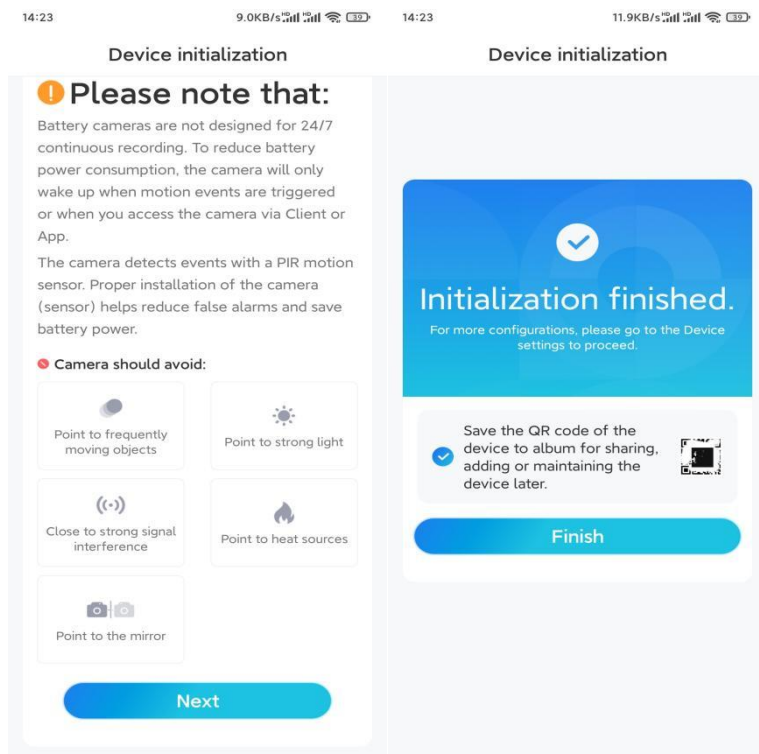 14:23
9.0KB/s
39
Device initialization
Please note that:
Battery cameras are not designed for 24/7
continuous recording. To reduce battery
power consumption, the camera will only
wake up when motion events are triggered
or when you access the camera via Client or
App.
The camera detects events with a PIR motion
sensor. Proper installation of the camera
(sensor) helps reduce false alarms and save
battery power.
Camera should avoid:
Point to frequently
moving objects
Point to strong light
Close to strong signal
interference
Point to heat sources
Point to the mirror
Next
14:23
11.9KB/s
39
Device initialization
Initialization finished.
For more configurations, please go to the Device
settings to proceed.
Save the QR code of the
device to album for sharing,
adding or maintaining the
device later.
Finish